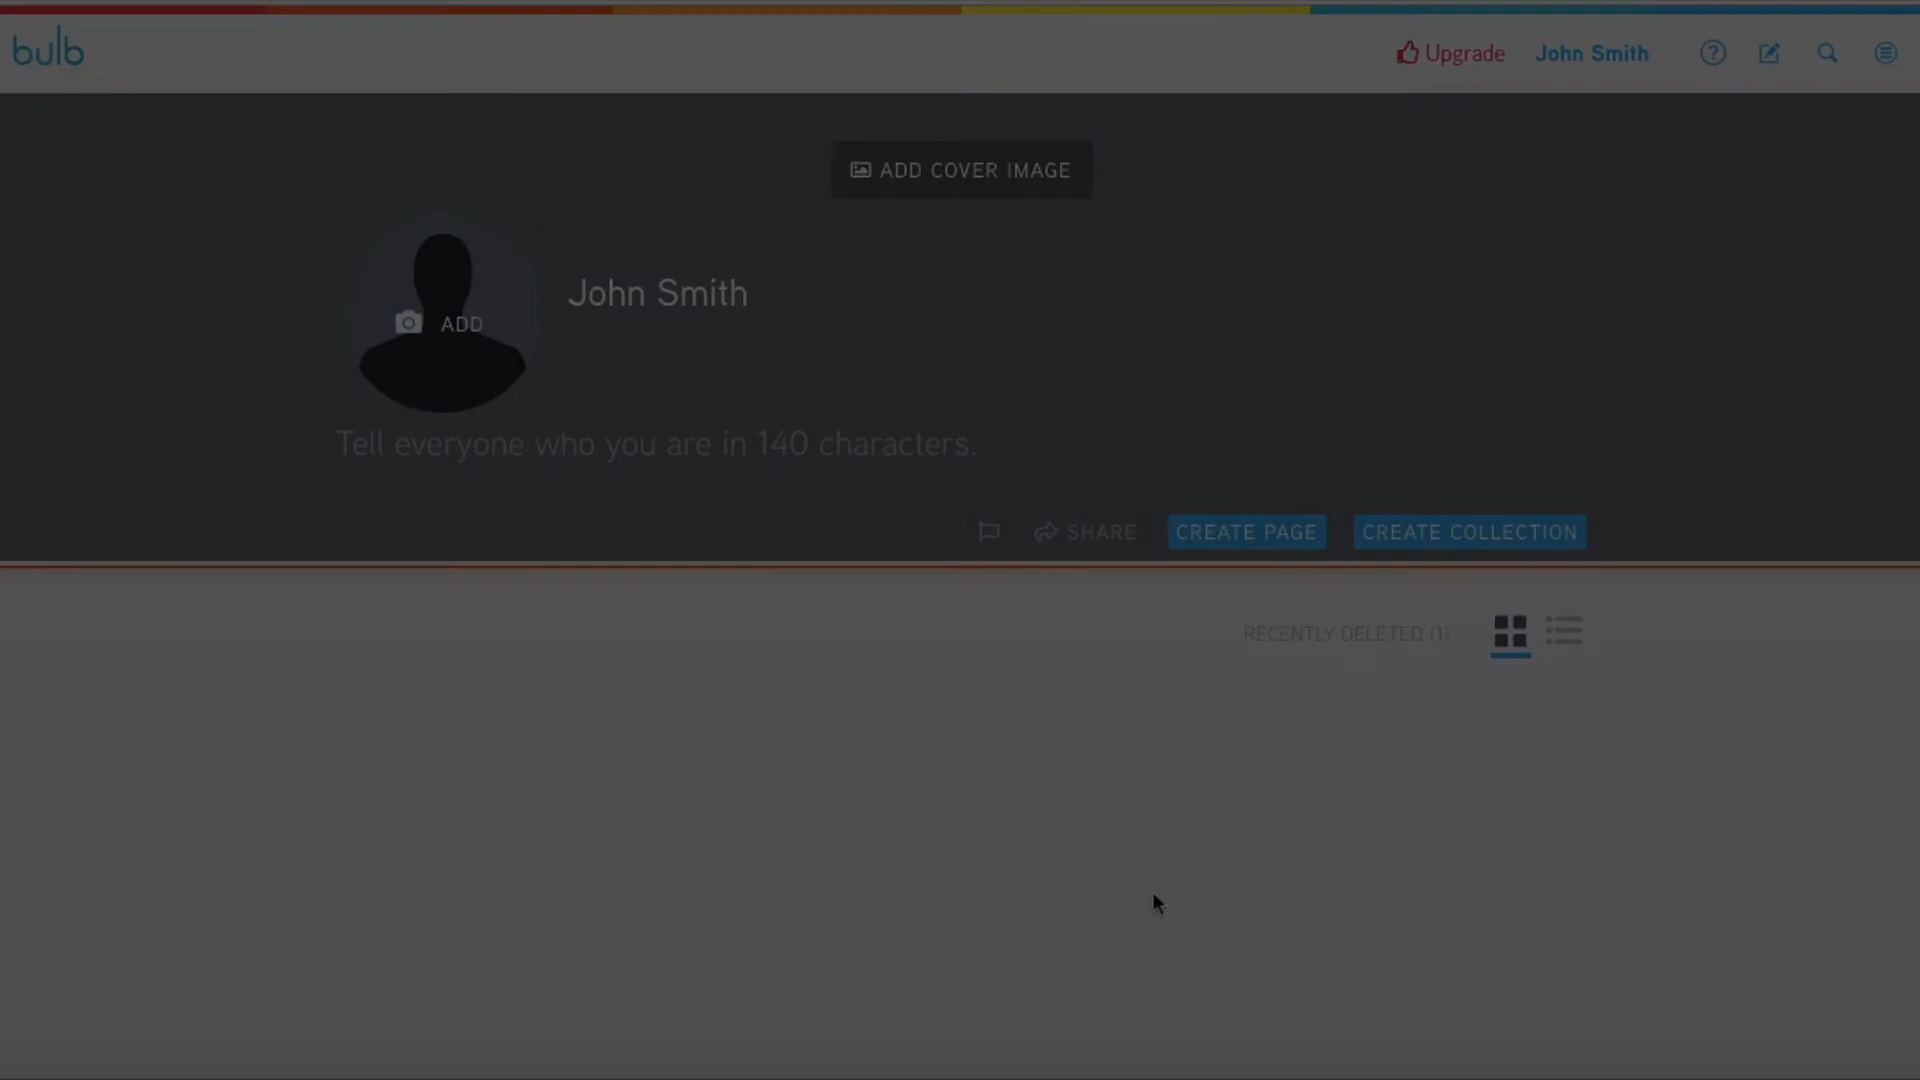 bulb
Upgrade John Smith
ADD COVER IMAGE
John Smith
ADD
Tell everyone who you are in 140 characters.
SHARE CREATE PAGE CREATE COLLECTION
RECENTLY DELETED (1)